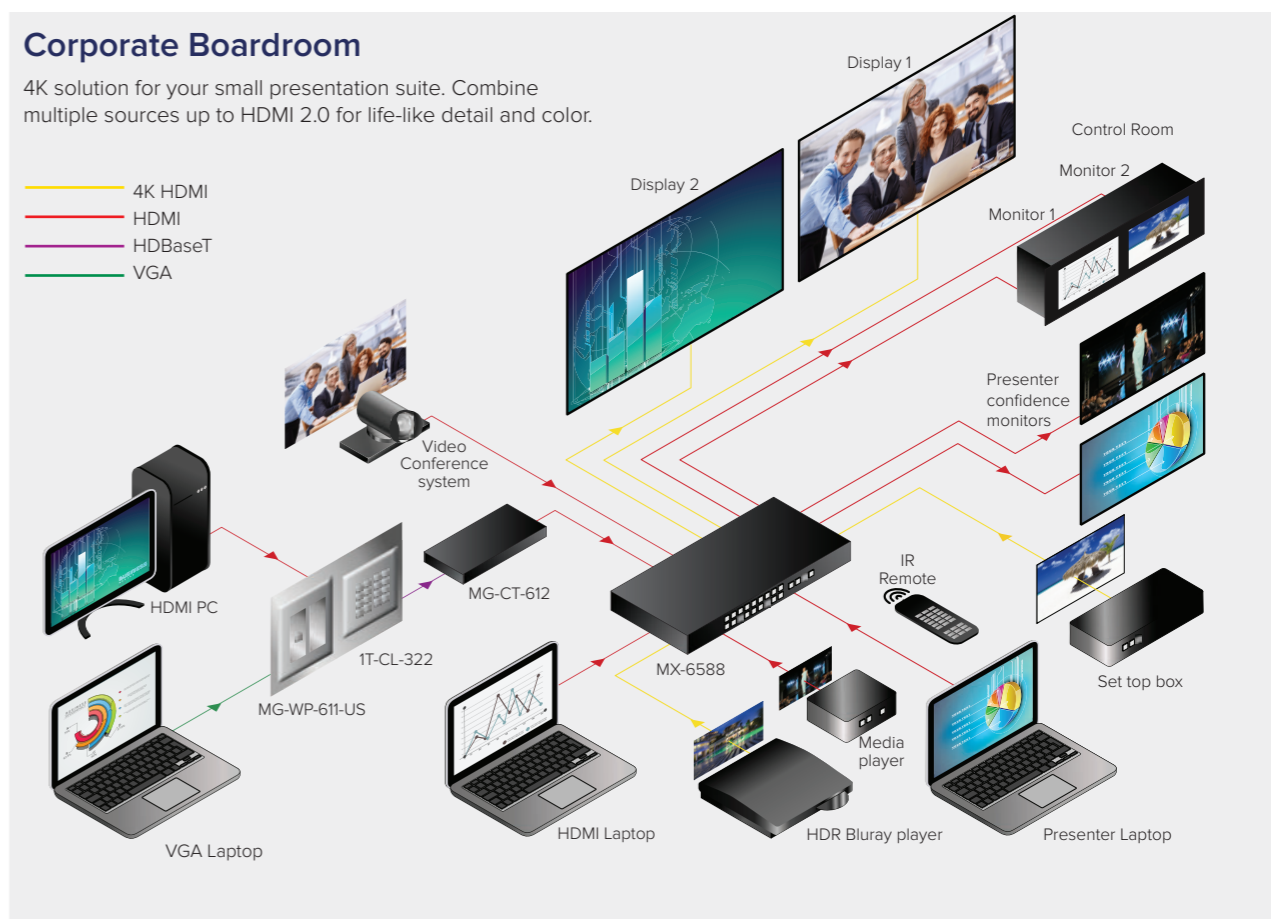 Corporate Boardroom
4K solution for your small presentation suite. Combine
multiple sources up to HDMI 2.0 for life-like detail and color.
4K HDMI
HDMI
HDBaseT
VGA
Display 1
Display 2
Control Room
Monitor 2
Monitor 1
Presenter
confidence
monitors
Video
Conference
system
HDMI PC
MG-CT-612
IR
Remote
1T-CL-322
MG-WP-611-US
MX-6588
Set top box
Media
player
VGA Laptop
HDMI Laptop
HDR Bluray player
Presenter Laptop